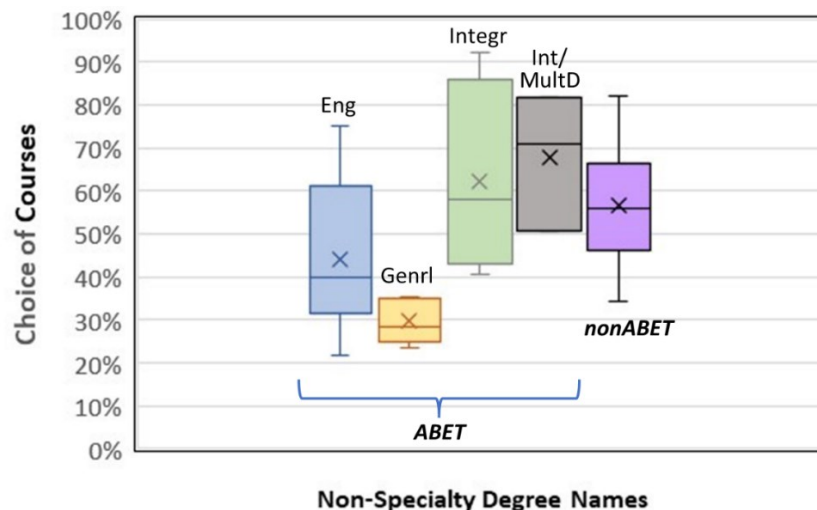 100%
90%
80%
70%
60%
50%
40%
30%
20%
10%
0%
Choice of Courses
Eng
Genrl
Integr
Int/
MultD
nonABET
ABET
Non-Specialty Degree Names